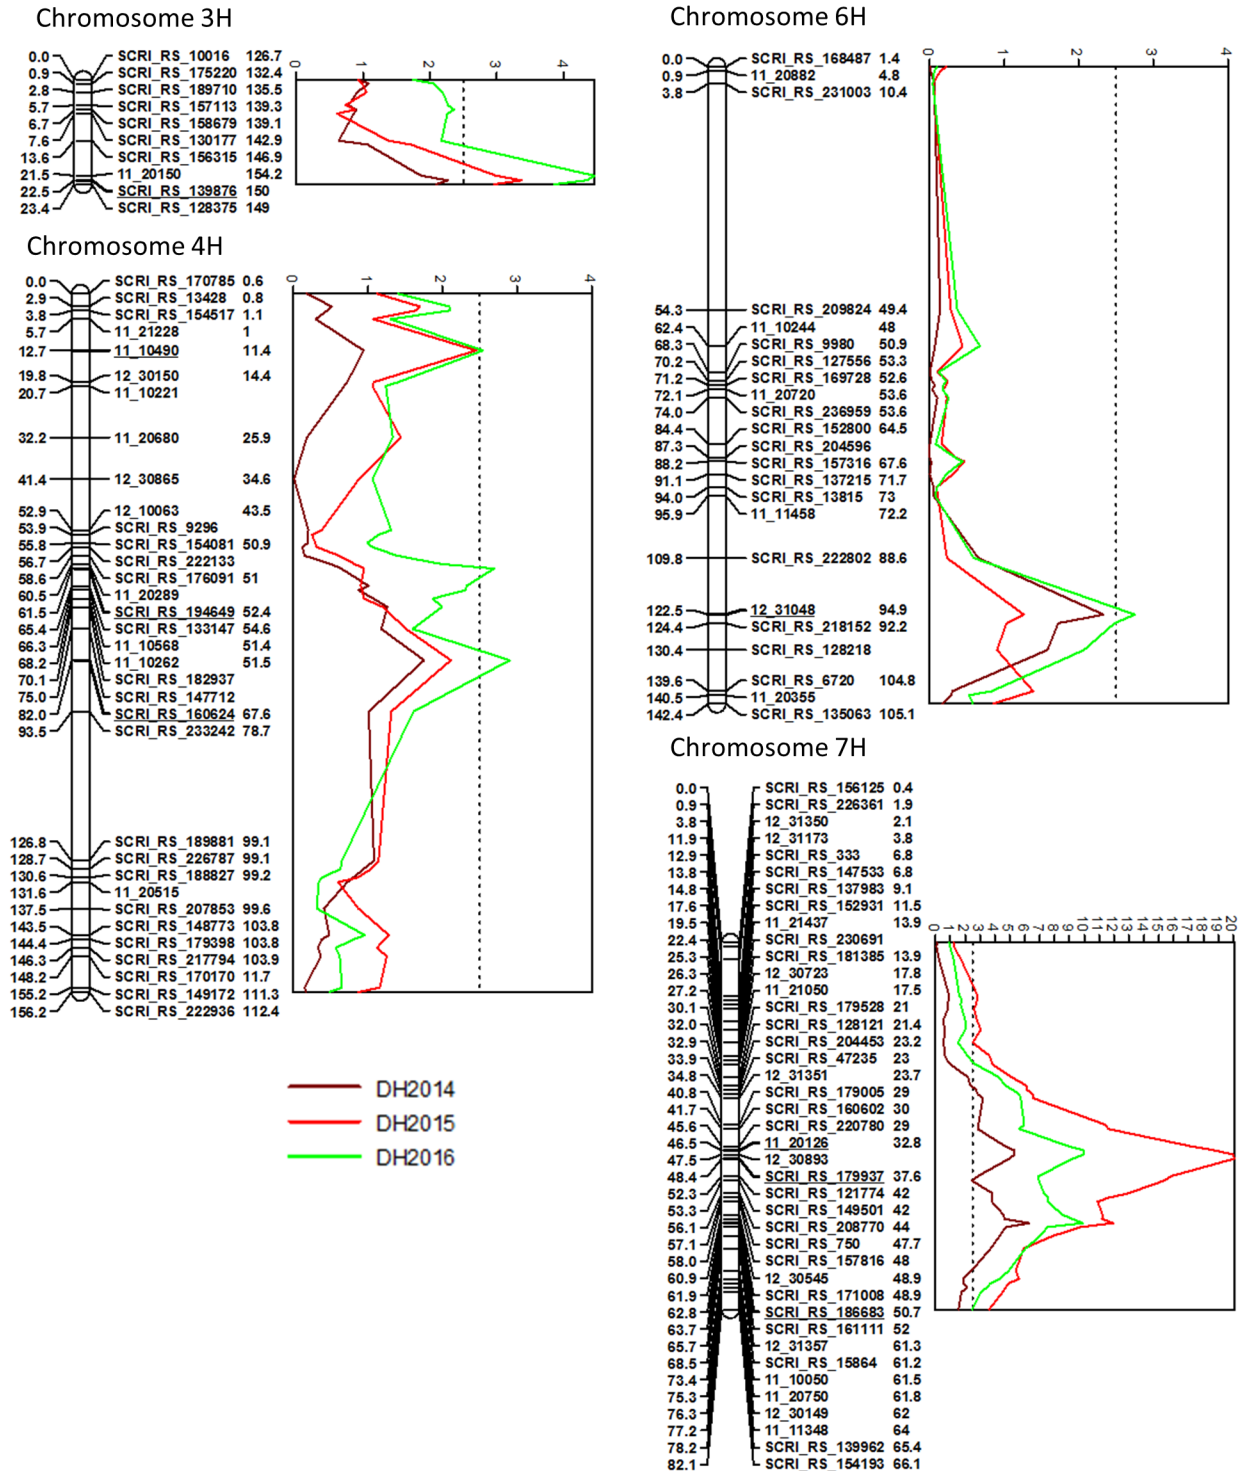 Chromosome 3H
0 1 2 3 4
0.0 SCRI_RS_10016 126.7
0.9 SCRI_RS_175220 132.4
2.8 SCRI_RS_189710 135.5
5.7 SCRI_RS_157113 139.3
6.7 SCRI_RS_158679 139.1
7.6 SCRI_RS_130177 142.9
13.6 SCRI_RS_156315 146.9
21.5 11_20150 154.2
22.5 SCRI_RS_139876 150
23.4 SCRI_RS_128375 149
Chromosome 4H
0 1 2 3 4
0.0 SCRI_RS_170785 0.6
2.9 SCRI_RS_13428 0.8
3.8 SCRI_RS_154517 1.1
5.7 11_21228 1
12.7 11_10490 11.4
19.8 12_30150 14.4
20.7 11_10221
32.2 11_20680 25.9
41.4 12_30865 34.6
52.9 12_10063 43.5
53.9 SCRI_RS_9296
55.8 SCRI_RS_154081 50.9
56.7 SCRI_RS_222133
58.6 SCRI_RS_176091 51
60.5 11_20289
61.5 SCRI_RS_194649 52.4
65.4 SCRI_RS_133147 54.6
66.3 11_10568 51.4
68.2 11_10262 51.5
70.1 SCRI_RS_182937
75.0 SCRI_RS_147712
82.0 SCRI_RS_160624 67.6
93.5 SCRI_RS_233242 78.7
126.8 SCRI_RS_189881 99.1
128.7 SCRI_RS_226787 99.1
130.6 SCRI_RS_188827 99.2
131.6 11_20515
137.5 SCRI_RS_207853 99.6
143.5 SCRI_RS_148773 103.8
144.4 SCRI_RS_179398 103.8
146.3 SCRI_RS_217794 103.9
148.2 SCRI_RS_170170 11.7
155.2 SCRI_RS_149172 111.3
156.2 SCRI_RS_222936 112.4
DH2014
DH2015
DH2016
Chromosome 6H
0 1 2 3 4
0.0 SCRI_RS_168487 1.4
0.9 11_20882 4.8
3.8 SCRI_RS_231003 10.4
54.3 SCRI_RS_209824 49.4
62.4 11_10244 48
68.3 SCRI_RS_9980 50.9
70.2 SCRI_RS_127556 53.3
71.2 SCRI_RS_169728 52.6
72.1 11_20720 53.6
74.0 SCRI_RS_236959 53.6
84.4 SCRI_RS_152800 64.5
87.3 SCRI_RS_204596
88.2 SCRI_RS_157316 67.6
91.1 SCRI_RS_137215 71.7
94.0 SCRI_RS_13815 73
95.9 11_11458 72.2
109.8 SCRI_RS_222802 88.6
122.5 12_31048 94.9
124.4 SCRI_RS_218152 92.2
130.4 SCRI_RS_128218
139.6 SCRI_RS_6720 104.8
140.5 11_20355
142.4 SCRI_RS_135063 105.1
Chromosome 7H
0 1 2 3 4 5 6 7 8 9 10 11 12 13 14 15 16 17 18 19 20
0.0 SCRI_RS_156125 0.4
0.9 SCRI_RS_226361 1.9
3.8 12_31350 2.1
11.9 12_31173 3.8
12.9 SCRI_RS_333 6.8
13.8 SCRI_RS_147533 6.8
14.8 SCRI_RS_137983 9.1
17.6 SCRI_RS_152931 11.5
19.5 11_21437 13.9
22.4 SCRI_RS_230691
25.3 SCRI_RS_181385 13.9
26.3 12_30723 17.8
27.2 11_21050 17.5
30.1 SCRI_RS_179528 21
32.0 SCRI_RS_128121 21.4
32.9 SCRI_RS_204453 23.2
33.9 SCRI_RS_47235 23
34.8 12_31351 23.7
40.8 SCRI_RS_179005 29
41.7 SCRI_RS_160602 30
45.6 SCRI_RS_220780 29
46.5 11_20126 32.8
47.5 12_30893
48.4 SCRI_RS_179937 37.6
52.3 SCRI_RS_121774 42
53.3 SCRI_RS_149501 42
56.1 SCRI_RS_208770 44
57.1 SCRI_RS_750 47.7
58.0 SCRI_RS_157816 48
60.9 12_30545 48.9
61.9 SCRI_RS_171008 48.9
62.8 SCRI_RS_186683 50.7
63.7 SCRI_RS_161111 52
65.7 12_31357 61.3
68.5 SCRI_RS_15864 61.2
73.4 11_10050 61.5
75.3 11_20750 61.8
76.3 12_30149 62
77.2 11_11348 64
78.2 SCRI_RS_139962 65.4
82.1 SCRI_RS_154193 66.1